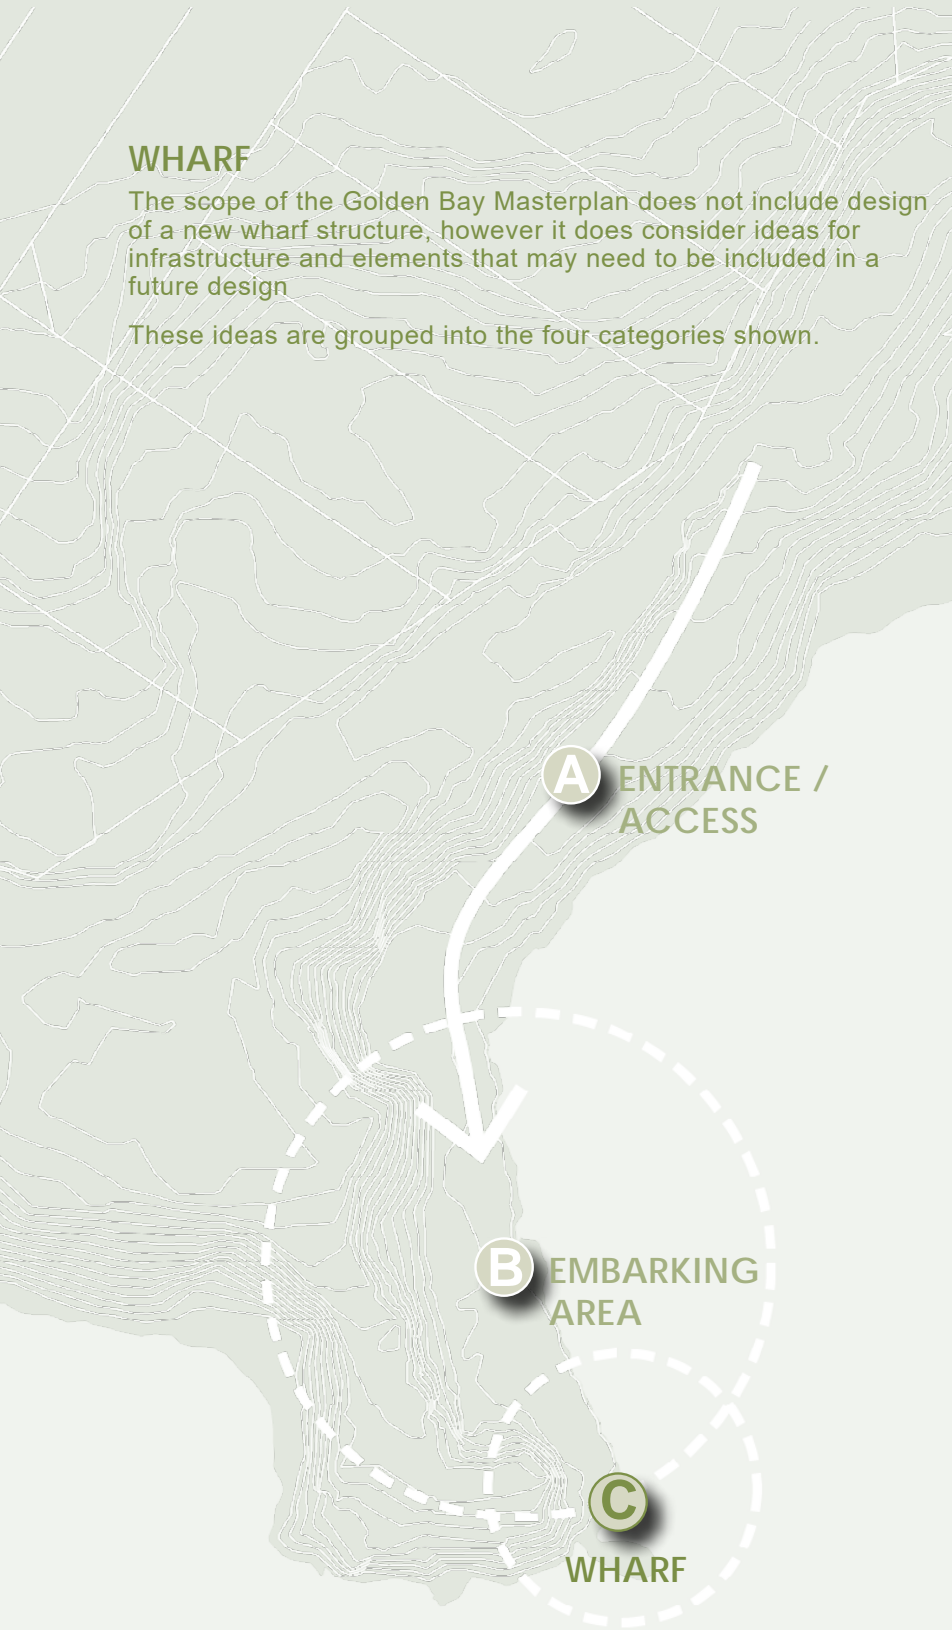 WHARF
The scope of the Golden Bay Masterplan does not include design
of a new wharf structure, however it does consider ideas for
infrastructure and elements that may need to be included in a
future design
These ideas are grouped into the four categories shown.
A
ENTRANCE /
ACCESS
B
EMBARKING
AREA
C
WHARF